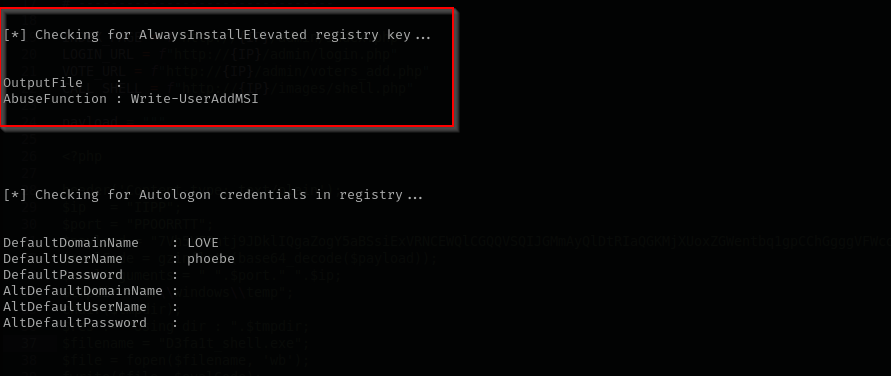 [*] Checking for AlwaysInstallElevated registry key...
OutputFile    :
AbuseFunction : Write-UserAddMSI
[*] Checking for Autologon credentials in registry...
DefaultDomainName    : LOVE
DefaultUserName      : phoebe
DefaultPassword      :
AltDefaultDomainName :
AltDefaultUserName   :
AltDefaultPassword   :